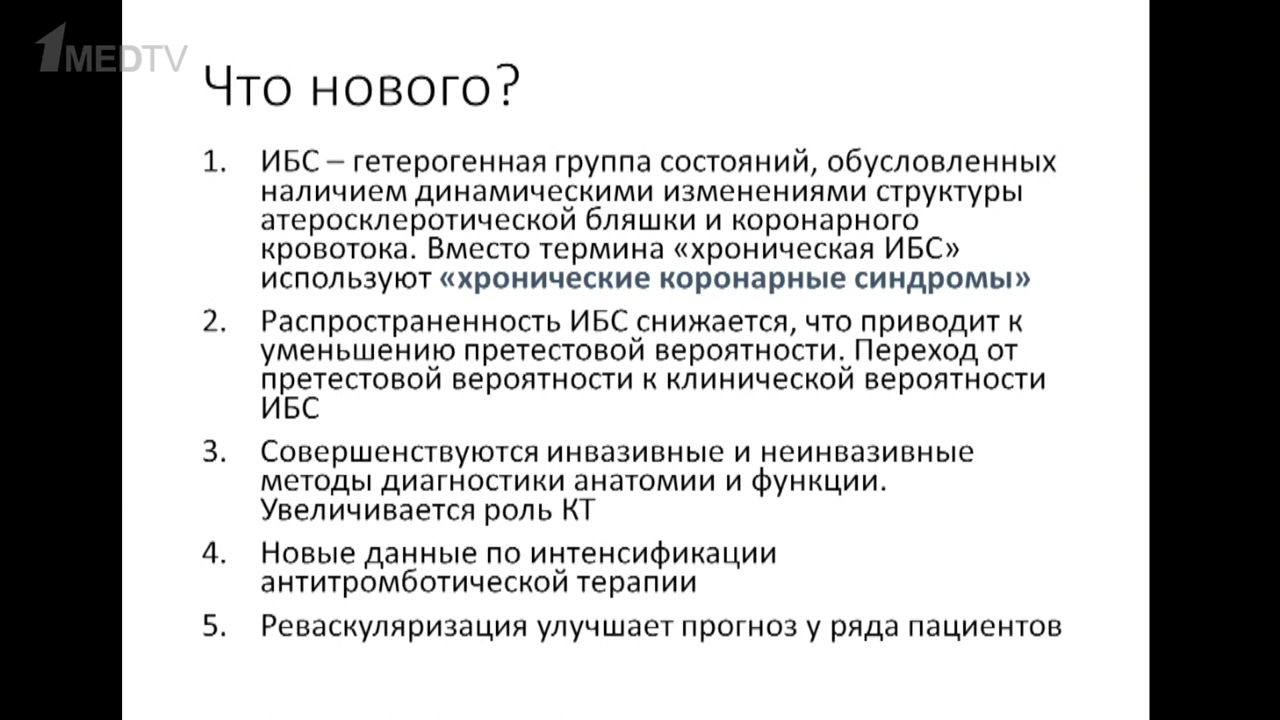 1MEDTV
Что нового?
1. ИБС – гетерогенная группа состояний, обусловленных
наличием динамическими изменениями структуры
атеросклеротической бляшки и коронарного
кровотока. Вместо термина «хроническая ИБС»
используют «хронические коронарные синдромы»
2. Распространенность ИБС снижается, что приводит к
уменьшению претестовой вероятности. Переход от
претестовой вероятности к клинической вероятности
ИБС
3. Совершенствуются инвазивные и неинвазивные
методы диагностики анатомии и функции.
Увеличивается роль КТ
4. Новые данные по интенсификации
антитромботической терапии
5. Реваскуляризация улучшает прогноз у ряда пациентов